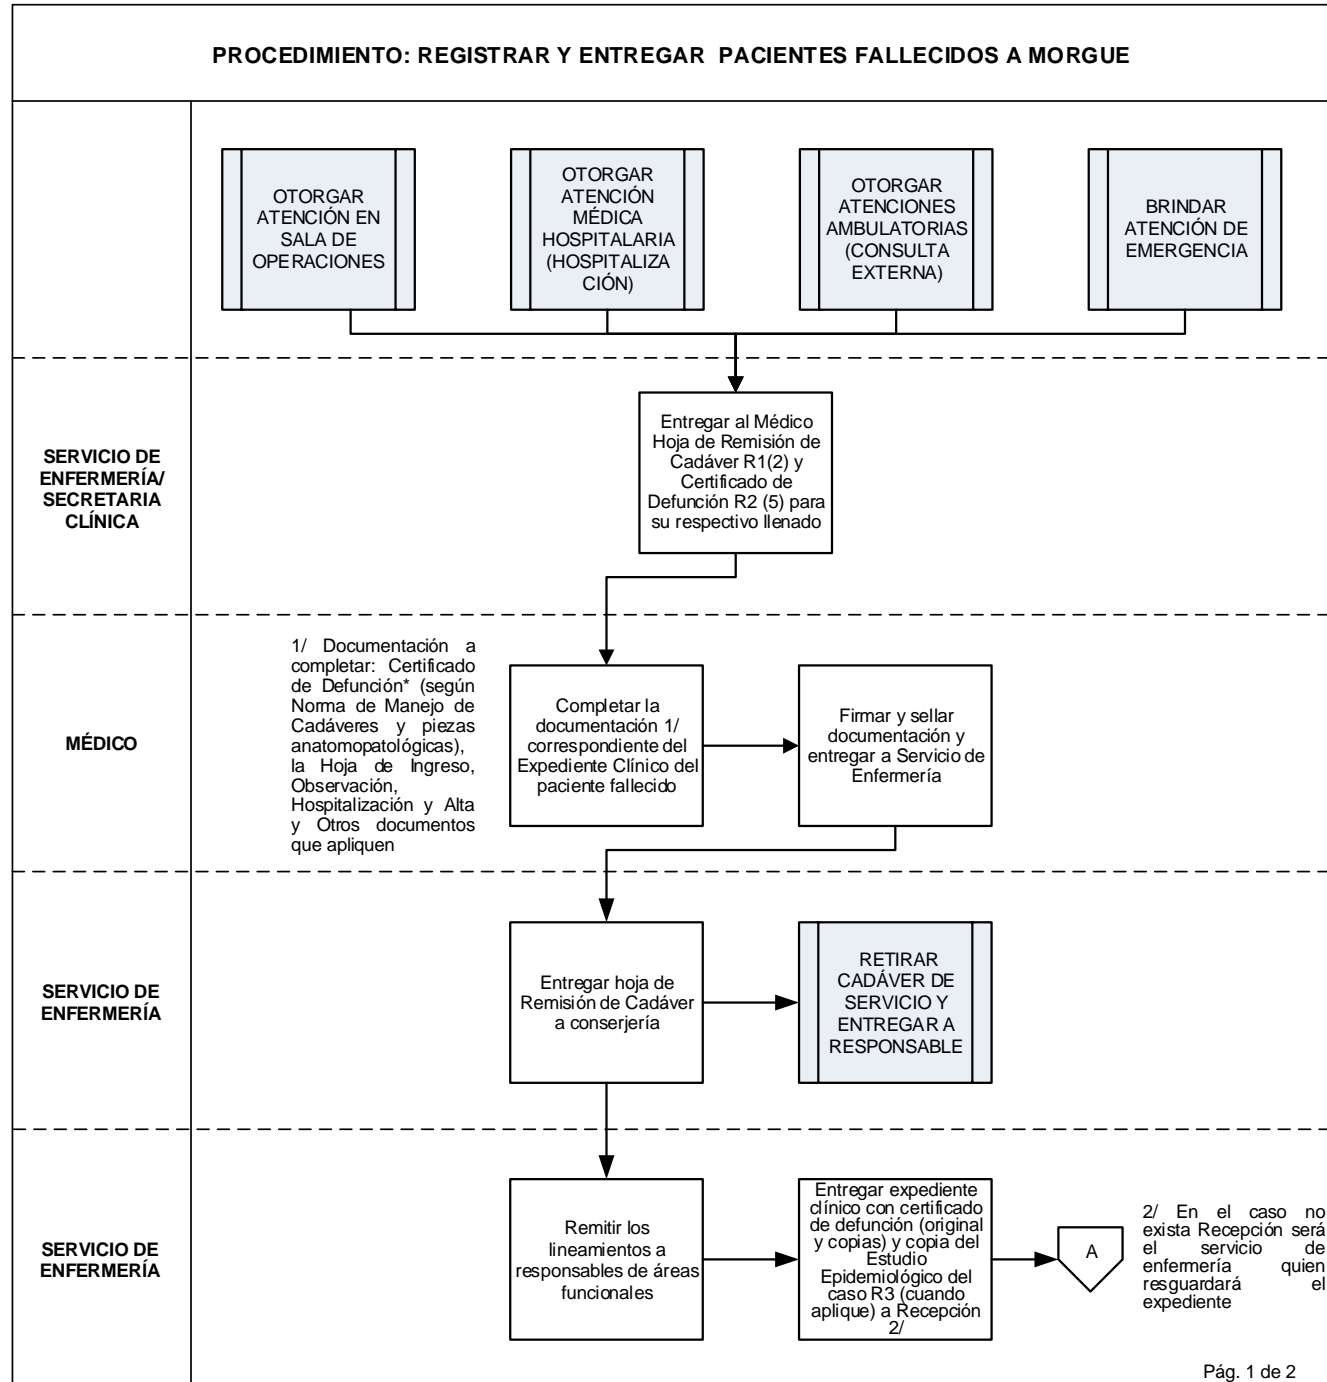 PROCEDIMIENTO: REGISTRAR Y ENTREGAR PACIENTES FALLECIDOS A MORGUE
OTORGAR
ATENCIÓN EN
SALA DE
OPERACIONES
OTORGAR
ATENCIÓN
MÉDICA
HOSPITALARIA
(HOSPITALIZA
CIÓN)
OTORGAR
ATENCIONES
AMBULATORIAS
(CONSULTA
EXTERNA)
BRINDAR
ATENCIÓN DE
EMERGENCIA
SERVICIO DE
ENFERMERÍA/
SECRETARIA
CLÍNICA
Entregar al Médico
Hoja de Remisión de
Cadáver R1(2) y
Certificado de
Defunción R2 (5) para
su respectivo llenado
MÉDICO
1/ Documentación a
completar: Certificado
de Defunción* (según
Norma de Manejo de
Cadáveres y piezas
anatomopatológicas),
la Hoja de Ingreso,
Observación,
Hospitalización y Alta
y Otros documentos
que apliquen
Completar la
documentación 1/
correspondiente del
Expediente Clínico del
paciente fallecido
Firmar y sellar
documentación y
entregar a Servicio de
Enfermería
SERVICIO DE
ENFERMERÍA
Entregar hoja de
Remisión de Cadáver
a conserjería
RETIRAR
CADÁVER DE
SERVICIO Y
ENTREGAR A
RESPONSABLE
SERVICIO DE
ENFERMERÍA
Remitir los
lineamientos a
responsables de áreas
funcionales
Entregar expediente
clínico con certificado
de defunción (original
y copias) y copia del
Estudio
Epidemiológico del
caso R3 (cuando
aplique) a Recepción
2/
A
2/ En el caso no
exista Recepción será
el servicio de
enfermería quien
resguardará el
expediente
Pág. 1 de 2